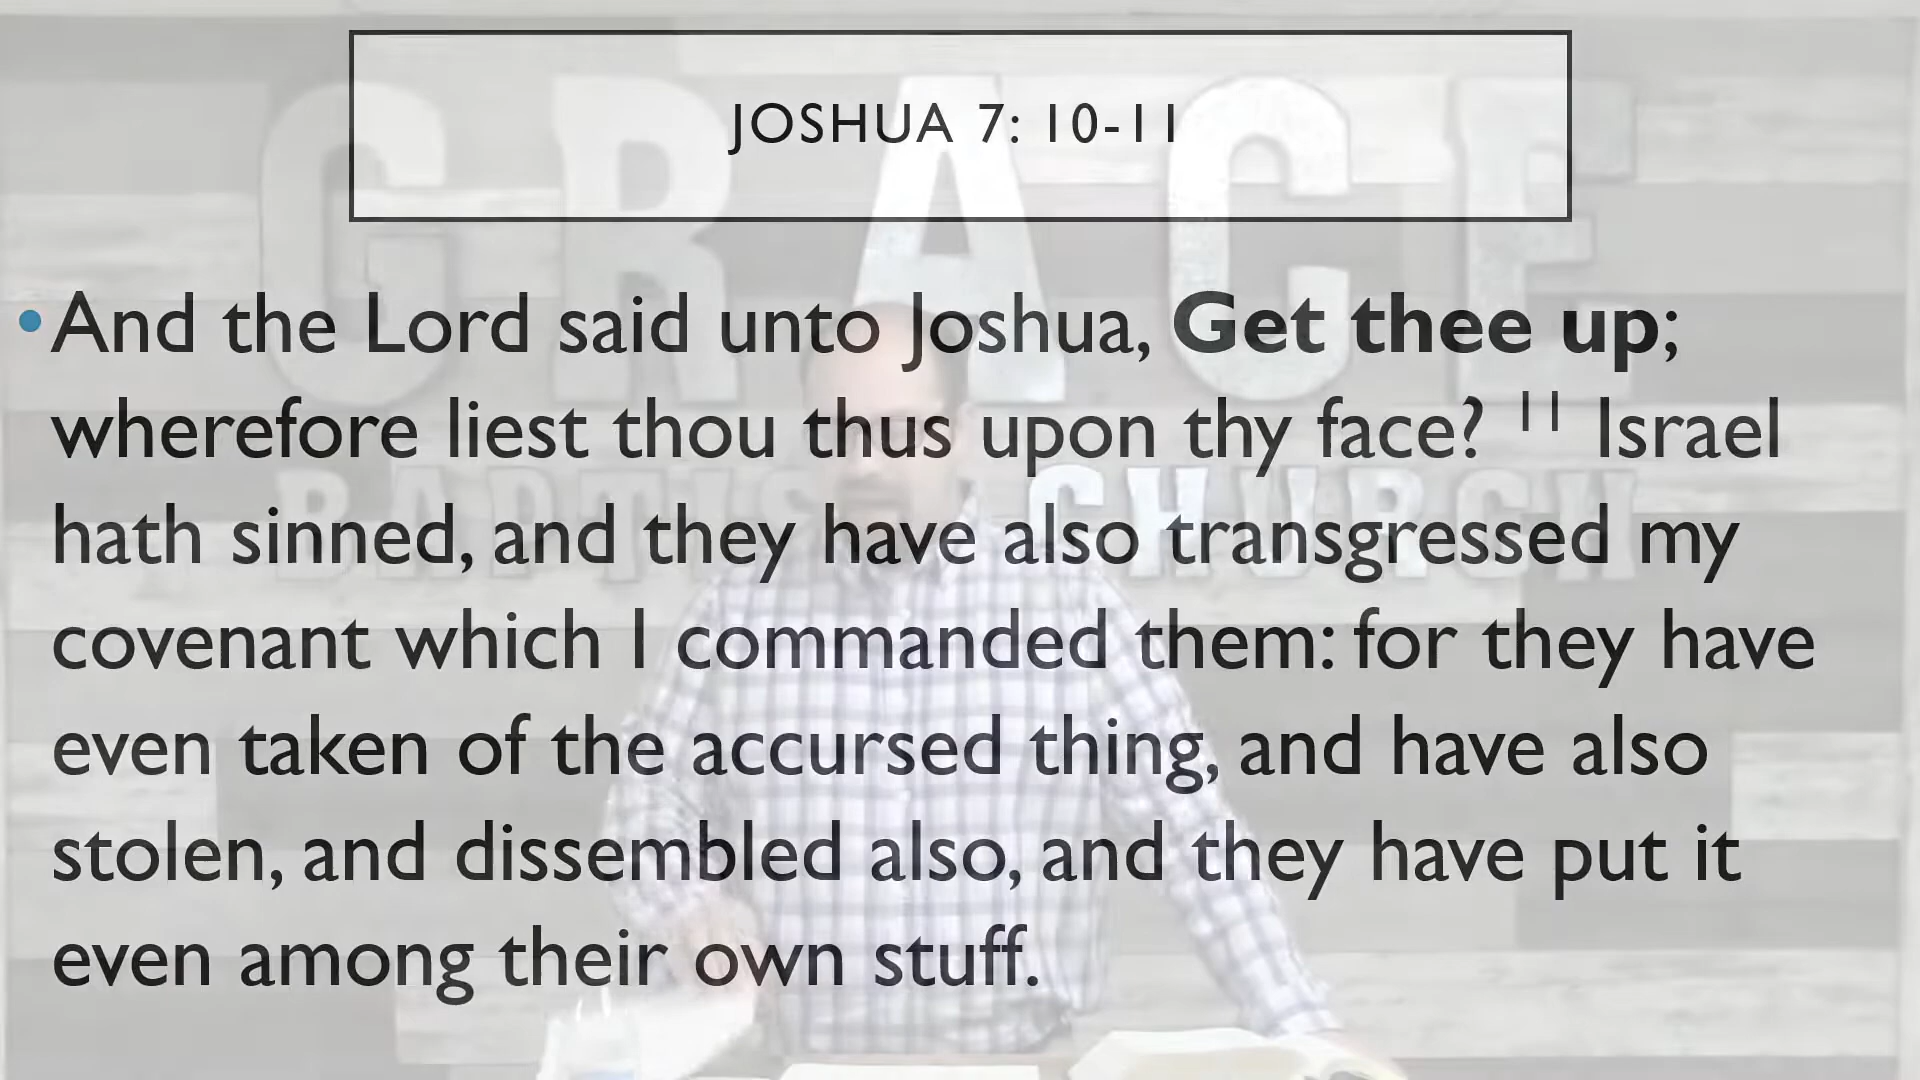 GRACE
BAPTIST CHURCH
JOSHUA 7: 10-11
• And the Lord said unto Joshua, Get thee up;
wherefore liest thou thus upon thy face? 11 Israel
hath sinned, and they have also transgressed my
covenant which I commanded them: for they have
even taken of the accursed thing, and have also
stolen, and dissembled also, and they have put it
even among their own stuff.